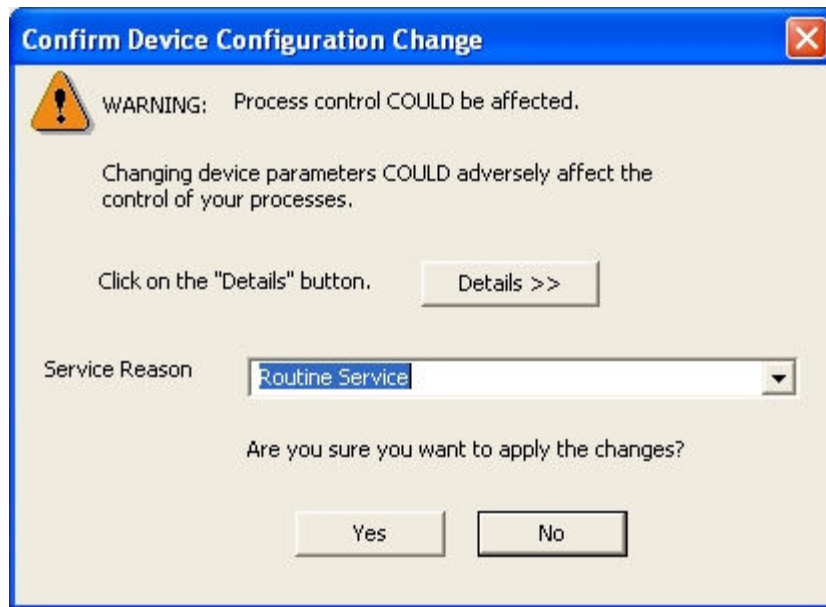 Confirm Device Configuration Change
WARNING: Process control COULD be affected.
Changing device parameters COULD adversely affect the
control of your processes.
Click on the "Details" button. Details >>
Service Reason Routine Service
Are you sure you want to apply the changes?
Yes No